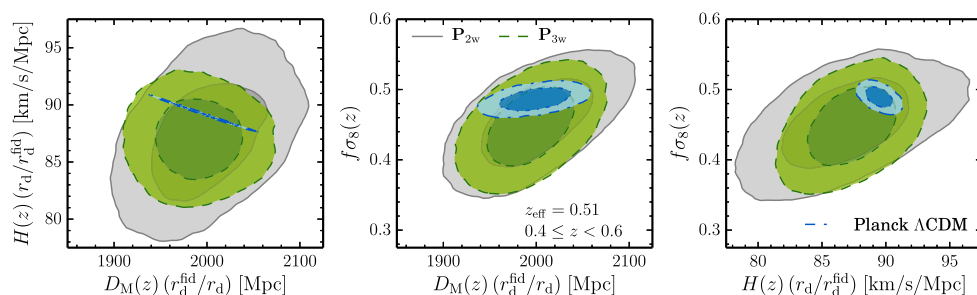 95
90
85
80
H(z) (r_d/r_d^fid) [km/s/Mpc]
1900 2000 2100
D_M(z) (r_d^fid/r_d) [Mpc]
0.6
0.5
0.4
0.3
fσ_8(z)
P_2w P_3w
z_eff = 0.51
0.4 ≤ z < 0.6
1900 2000 2100
D_M(z) (r_d^fid/r_d) [Mpc]
0.6
0.5
0.4
0.3
fσ_8(z)
Planck ΛCDM
80 85 90 95
H(z) (r_d/r_d^fid) [km/s/Mpc]